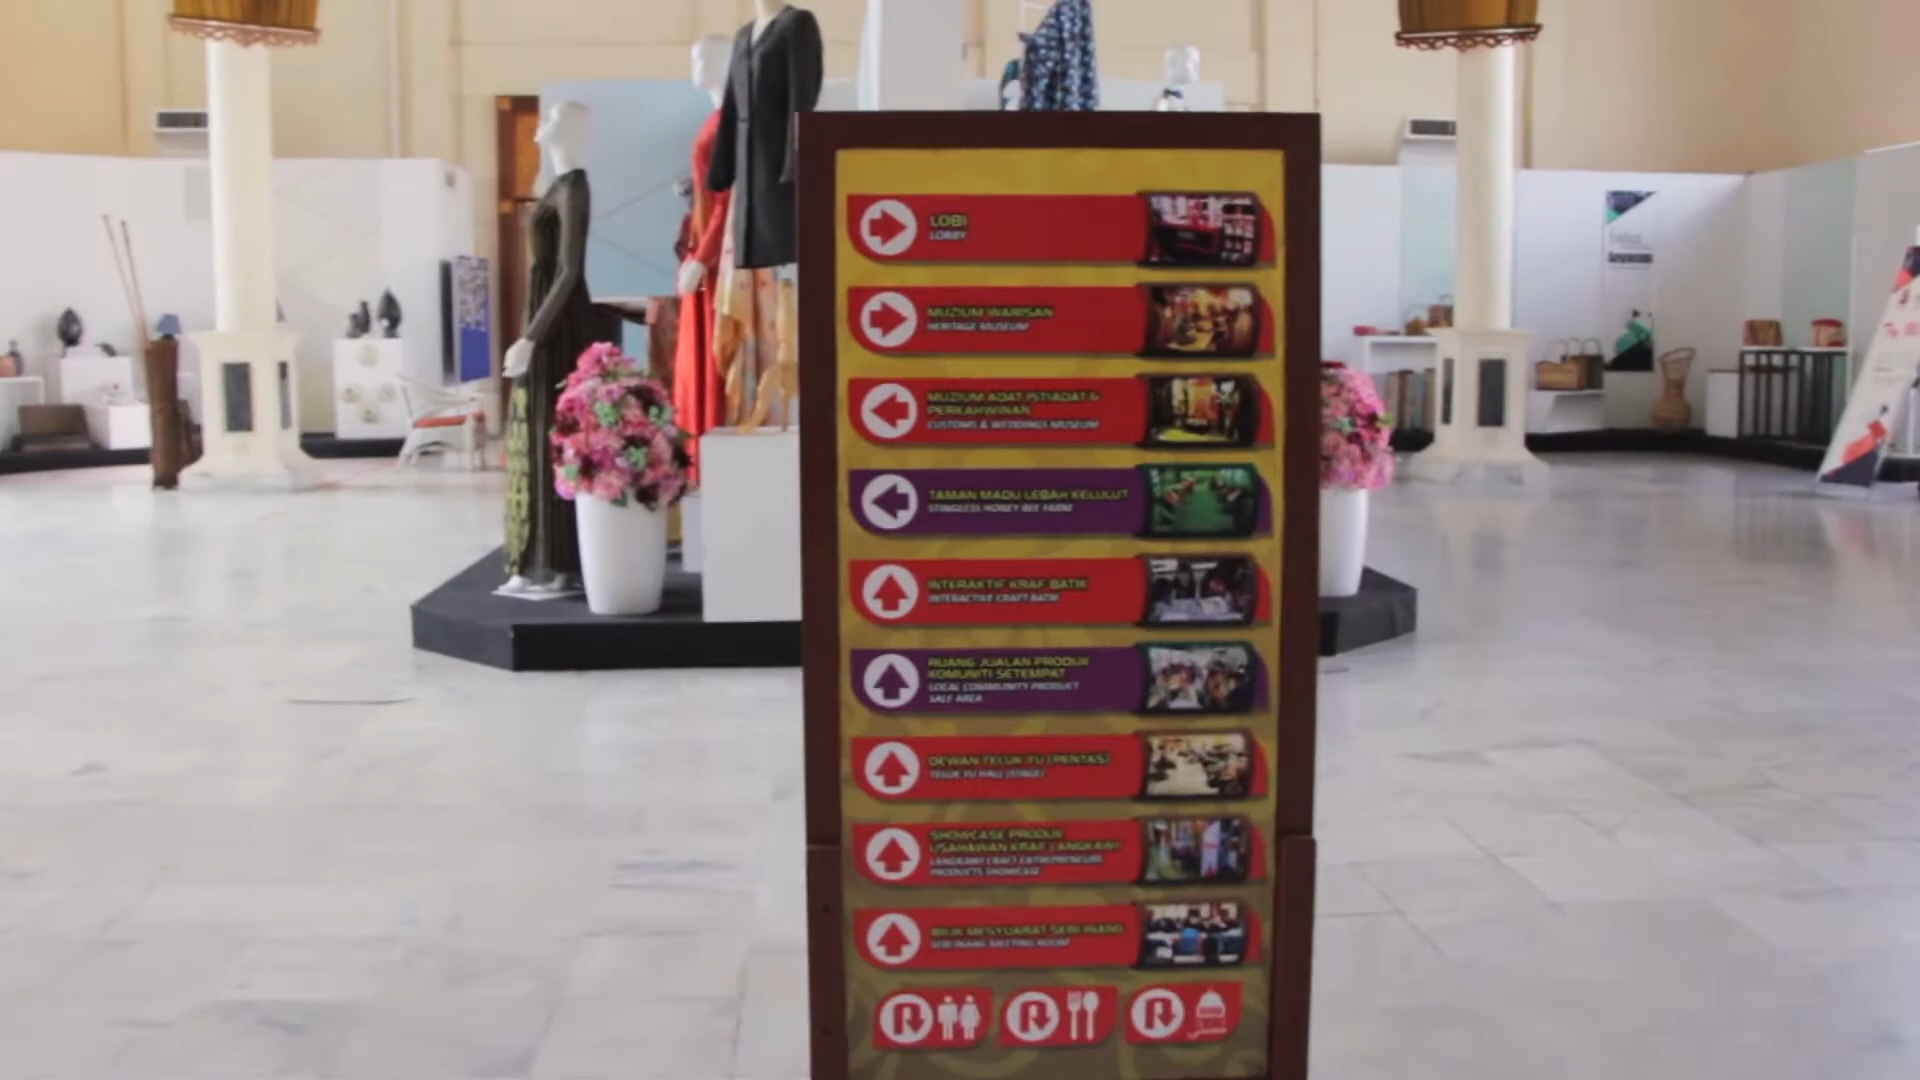 LOBI
LOBBY
MUZIUM WARISAN
HERITAGE MUSEUM
MUZIUM ADAT ISTIADAT &
PERKAHWINAN
CUSTOMS & WEDDINGS MUSEUM
TAMAN MADU LEBAH KELULUT
STINGLESS HONEY BEE FARM
INTERAKTIF KRAF BATIK
INTERACTIVE CRAFT BATIK
RUANG JUALAN PRODUK
KOMUNITI SETEMPAT
LOCAL COMMUNITY PRODUCT
SALE AREA
DEWAN TELUK YU (PENTAS)
TELUK YU HALL (STAGE)
SHOWCASE PRODUK
USAHAWAN KRAF LANGKAWI
LANGKAWI CRAFT ENTREPRENEURS
PRODUCTS SHOWCASE
BILIK MESYUARAT SERI INANG
SERI INANG MEETING ROOM